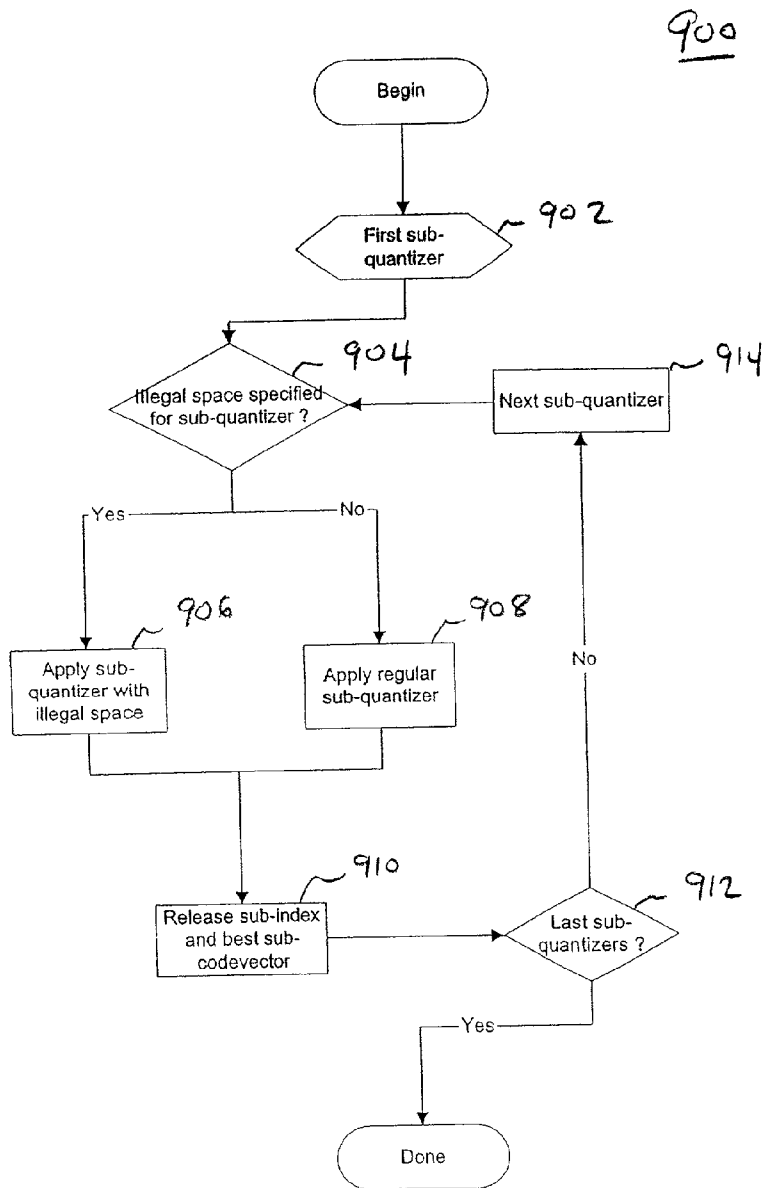 900
Begin
First sub-
quantizer
902
Illegal space specified
for sub-quantizer ?
904
Next sub-quantizer
914
Yes
No
906
908
Apply sub-
quantizer with
illegal space
Apply regular
sub-quantizer
No
910
Release sub-index
and best sub-
codevector
912
Last sub-
quantizers ?
Yes
Done